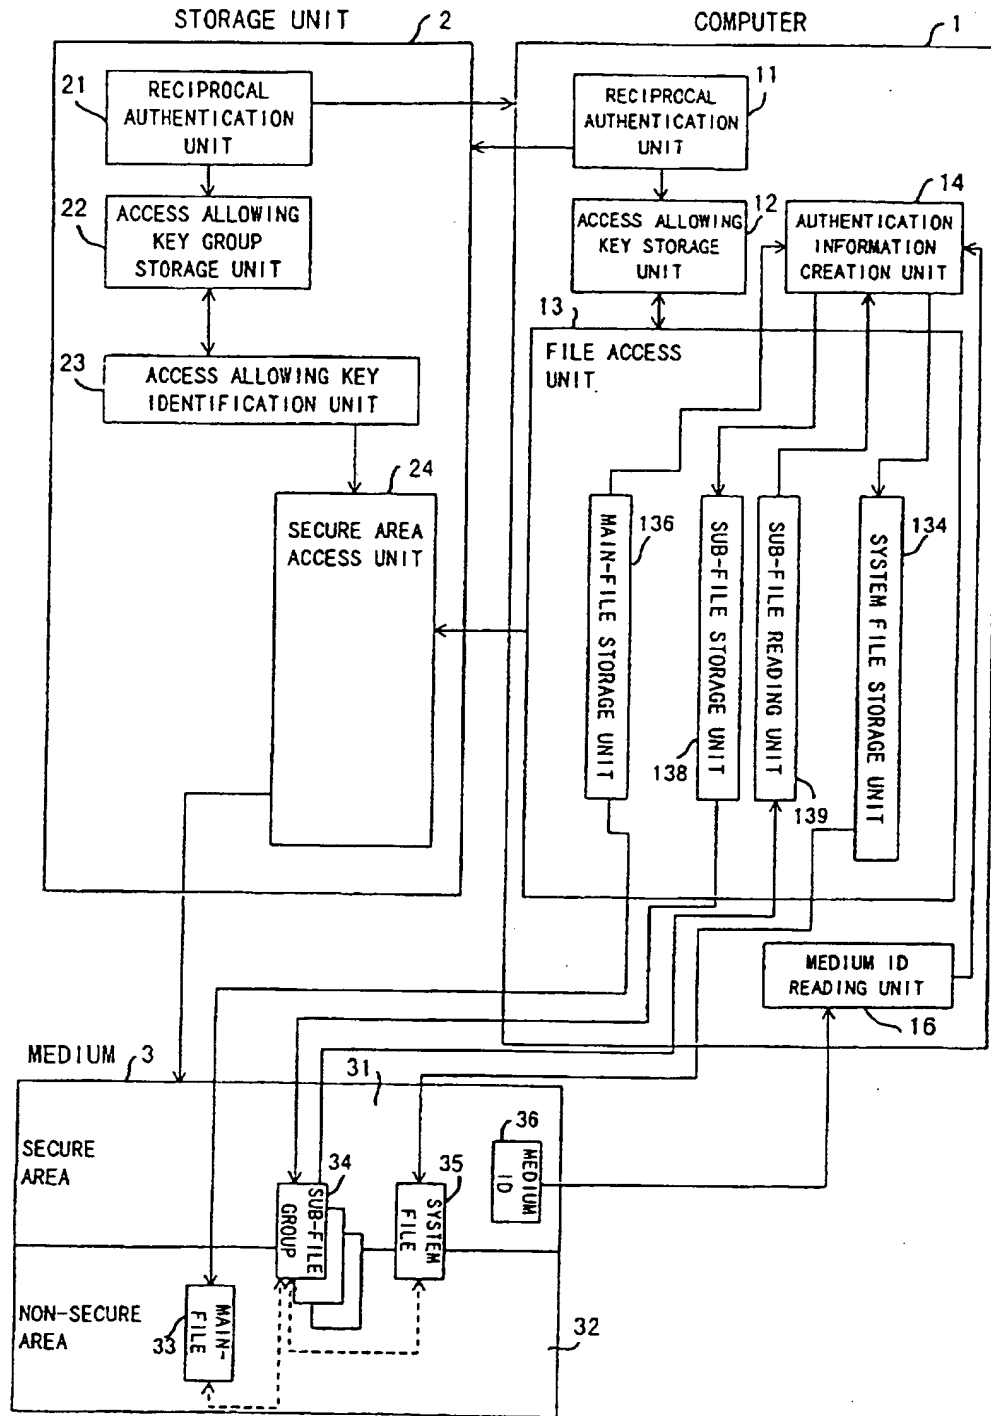 STORAGE UNIT
2
COMPUTER
1
21
RECIPROCAL
AUTHENTICATION
UNIT
11
RECIPROCAL
AUTHENTICATION
UNIT
22
ACCESS ALLOWING
KEY GROUP
STORAGE UNIT
12
ACCESS ALLOWING
KEY STORAGE
UNIT
14
AUTHENTICATION
INFORMATION
CREATION UNIT
23
ACCESS ALLOWING KEY
IDENTIFICATION UNIT
13
FILE ACCESS
UNIT
24
SECURE AREA
ACCESS UNIT
136
MAIN-FILE STORAGE UNIT
138
SUB-FILE STORAGE UNIT
139
SUB-FILE READING UNIT
134
SYSTEM FILE STORAGE UNIT
MEDIUM ID
READING UNIT
16
MEDIUM 3
31
SECURE
AREA
34
SUB-FILE
GROUP
35
SYSTEM
FILE
36
MEDIUM
ID
NON-SECURE
AREA
33
MAIN-
FILE
32